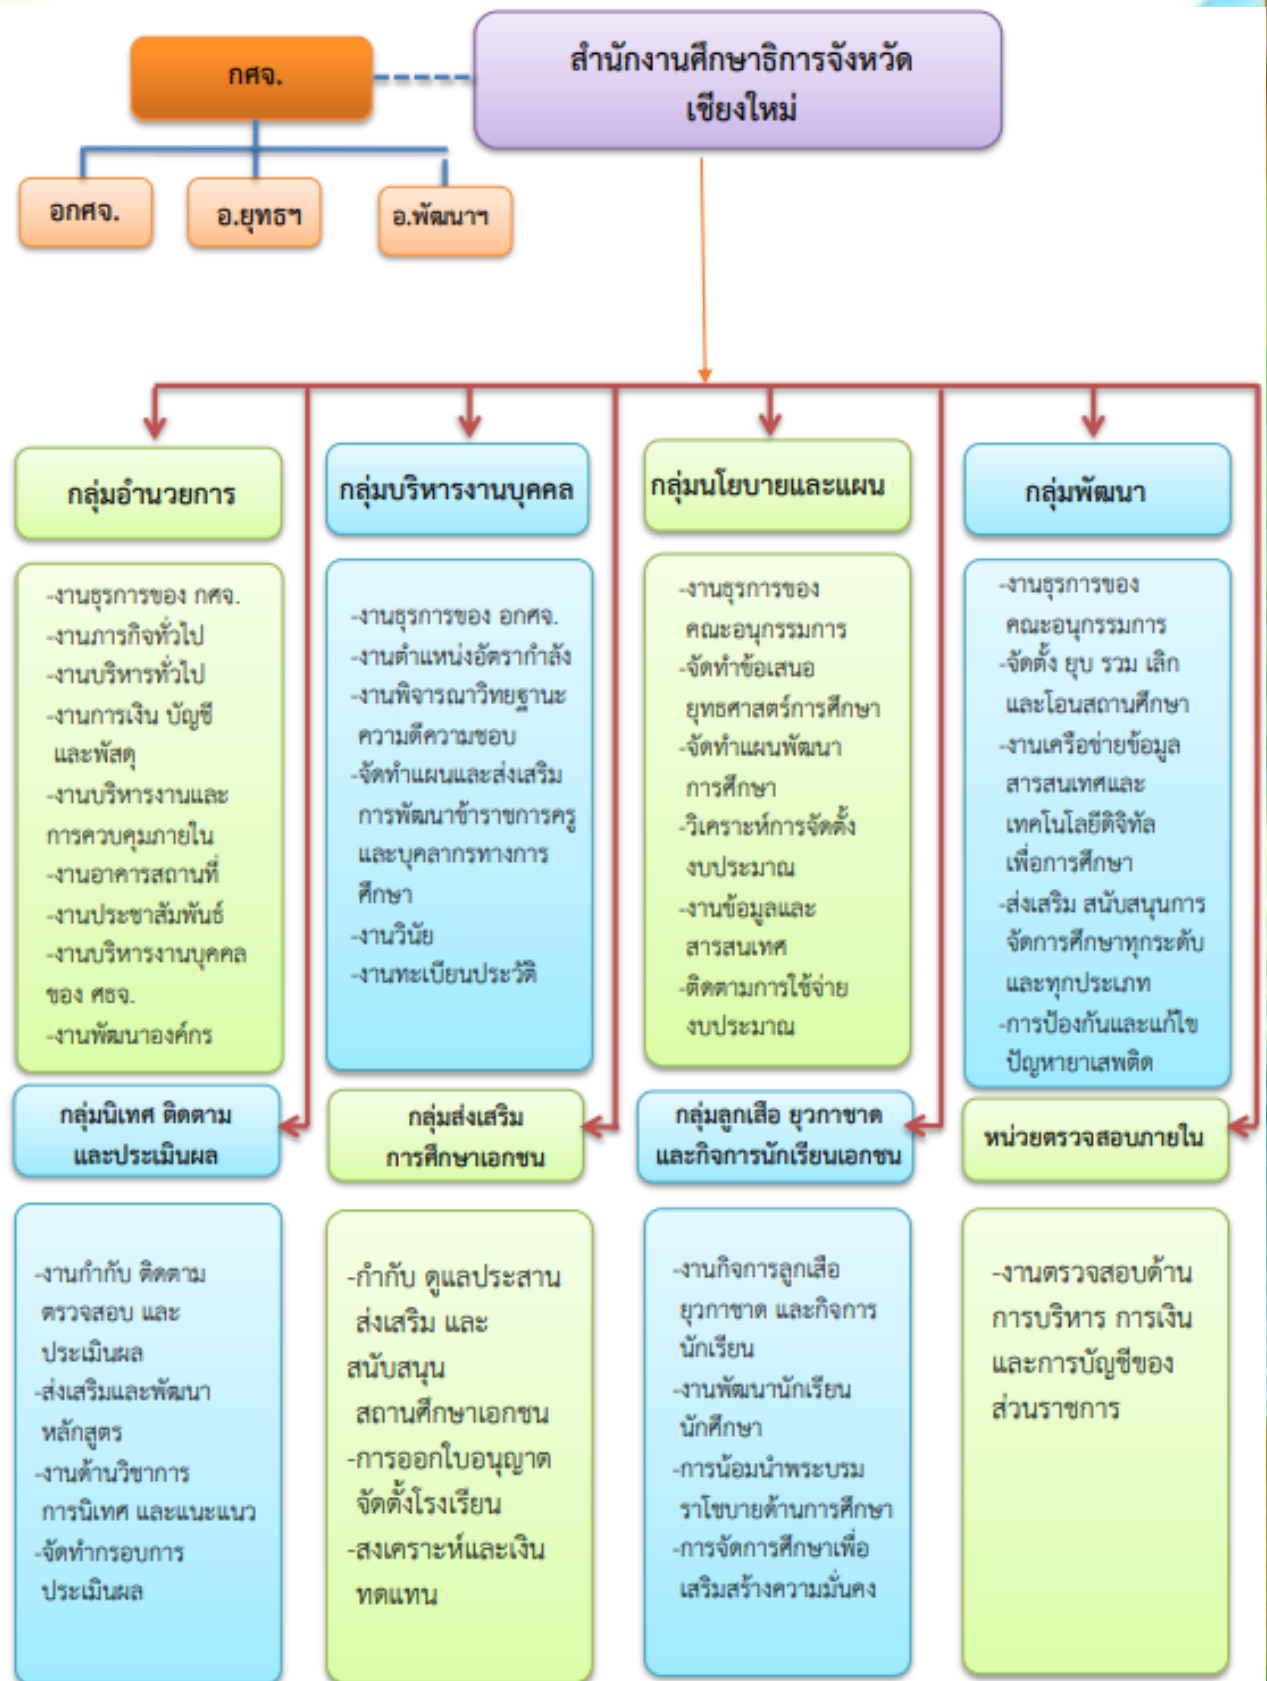 กศจ.
สำนักงานศึกษาธิการจังหวัด
เชียงใหม่
อกศจ.
อ.ยุทธฯ
อ.พัฒนาฯ
กลุ่มอำนวยการ
-งานธุรการของ กศจ.
-งานภารกิจทั่วไป
-งานบริหารทั่วไป
-งานการเงิน บัญชี
และพัสดุ
-งานบริหารงานและ
การควบคุมภายใน
-งานอาคารสถานที่
-งานประชาสัมพันธ์
-งานบริหารงานบุคคล
ของ ศธจ.
-งานพัฒนาองค์กร
กลุ่มบริหารงานบุคคล
-งานธุรการของ อกศจ.
-งานตำแหน่งอัตรากำลัง
-งานพิจารณาวิทยฐานะ
ความดีความชอบ
-จัดทำแผนและส่งเสริม
การพัฒนาข้าราชการครู
และบุคลากรทางการ
ศึกษา
-งานวินัย
-งานทะเบียนประวัติ
กลุ่มนโยบายและแผน
-งานธุรการของ
คณะอนุกรรมการ
-จัดทำข้อเสนอ
ยุทธศาสตร์การศึกษา
-จัดทำแผนพัฒนา
การศึกษา
-วิเคราะห์การจัดตั้ง
งบประมาณ
-งานข้อมูลและ
สารสนเทศ
-ติดตามการใช้จ่าย
งบประมาณ
กลุ่มพัฒนา
-งานธุรการของ
คณะอนุกรรมการ
-จัดตั้ง ยุบ รวม เลิก
และโอนสถานศึกษา
-งานเครือข่ายข้อมูล
สารสนเทศและ
เทคโนโลยีดิจิทัล
เพื่อการศึกษา
-ส่งเสริม สนับสนุนการ
จัดการศึกษาทุกระดับ
และทุกประเภท
-การป้องกันและแก้ไข
ปัญหายาเสพติด
กลุ่มนิเทศ ติดตาม
และประเมินผล
-งานกำกับ ติดตาม
ตรวจสอบ และ
ประเมินผล
-ส่งเสริมและพัฒนา
หลักสูตร
-งานด้านวิชาการ
การนิเทศ และแนะแนว
-จัดทำกรอบการ
ประเมินผล
กลุ่มส่งเสริม
การศึกษาเอกชน
-กำกับ ดูแลประสาน
ส่งเสริม และ
สนับสนุน
สถานศึกษาเอกชน
-การออกใบอนุญาต
จัดตั้งโรงเรียน
-สงเคราะห์และเงิน
ทดแทน
กลุ่มลูกเสือ ยุวกาชาด
และกิจการนักเรียนเอกชน
-งานกิจการลูกเสือ
ยุวกาชาด และกิจการ
นักเรียน
-งานพัฒนานักเรียน
นักศึกษา
-การน้อมนำพระบรม
ราโชบายด้านการศึกษา
-การจัดการศึกษาเพื่อ
เสริมสร้างความมั่นคง
หน่วยตรวจสอบภายใน
-งานตรวจสอบด้าน
การบริหาร การเงิน
และการบัญชีของ
ส่วนราชการ